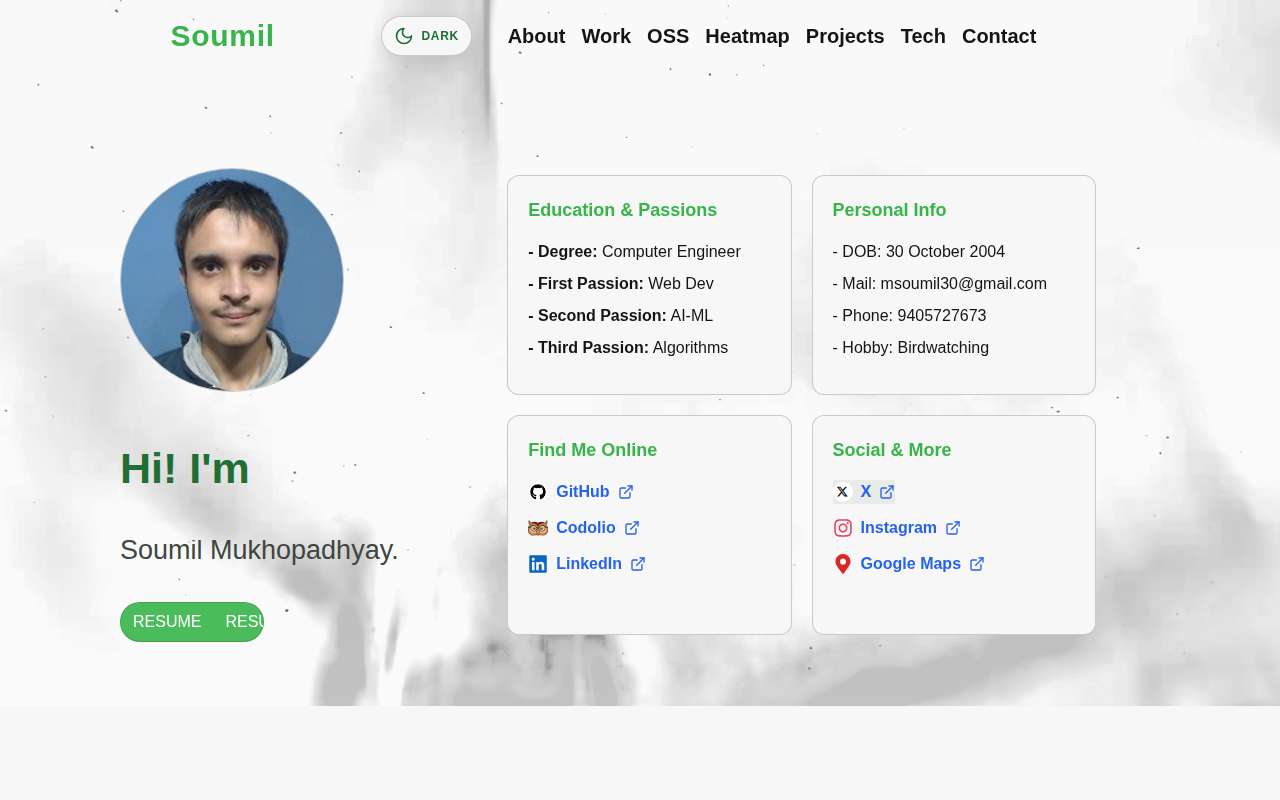 Soumil
DARK
About Work OSS Heatmap Projects Tech Contact
Hi! I'm
Soumil Mukhopadhyay.
RESUME RESU
Education & Passions
- Degree: Computer Engineer
- First Passion: Web Dev
- Second Passion: AI-ML
- Third Passion: Algorithms
Personal Info
- DOB: 30 October 2004
- Mail: msoumil30@gmail.com
- Phone: 9405727673
- Hobby: Birdwatching
Find Me Online
GitHub
Codolio
LinkedIn
Social & More
X
Instagram
Google Maps